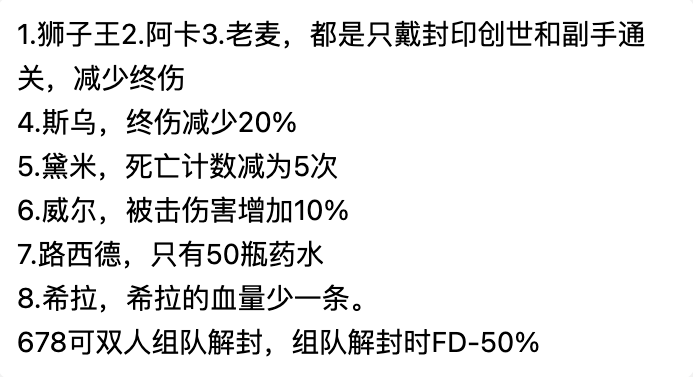 1.狮子王2.阿卡3.老麦，都是只戴封印创世和副手通
关，减少终伤
4.斯乌，终伤减少20%
5.黛米，死亡计数减为5次
6.威尔，被击伤害增加10%
7.路西德，只有50瓶药水
8.希拉，希拉的血量少一条。
678可双人组队解封，组队解封时FD-50%